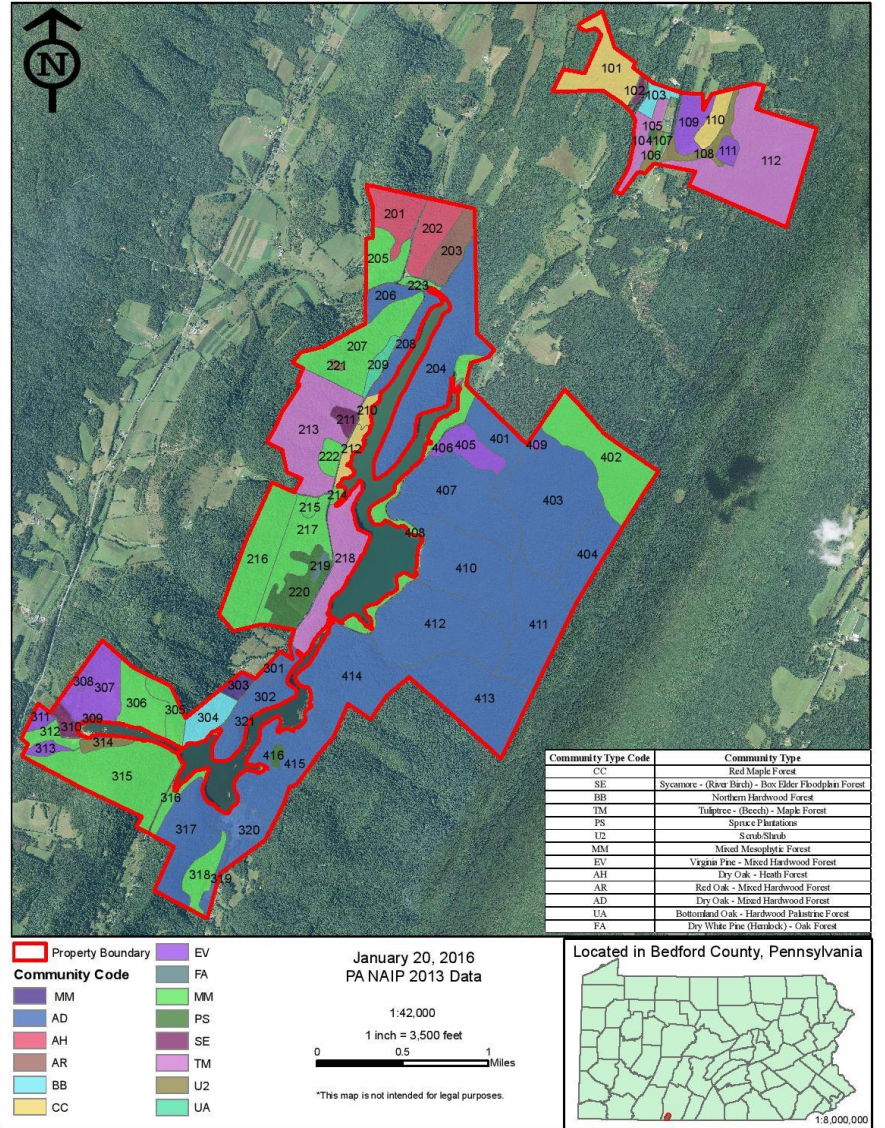 N
101
102
103
110
109
105
104
107
106
108
111
112
201
202
203
205
223
206
207
208
221
209
204
210
211
213
212
222
214
215
217
216
218
219
220
401
409
402
406
405
407
403
408
404
410
412
411
414
413
301
303
302
308
307
306
305
304
321
311
309
310
312
313
314
315
316
416
415
317
320
318
319
Community Type Code Community Type
CC Red Maple Forest
SE Sycamore - (River Birch) - Box Elder Floodplain Forest
BB Northern Hardwood Forest
TM Tuliptree - (Beech) - Maple Forest
PS Spruce Plantations
U2 Scrub/Shrub
MM Mixed Mesophytic Forest
EV Virginia Pine - Mixed Hardwood Forest
AH Dry Oak - Heath Forest
AR Red Oak - Mixed Hardwood Forest
AD Dry Oak - Mixed Hardwood Forest
UA Bottomland Oak - Hardwood Palustrine Forest
FA Dry White Pine (Hemlock) - Oak Forest
Property Boundary
Community Code
MM
AD
AH
AR
BB
CC
EV
FA
MM
PS
SE
TM
U2
UA
January 20, 2016
PA NAIP 2013 Data
1:42,000
1 inch = 3,500 feet
0 0.5 1
Miles
*This map is not intended for legal purposes.
Located in Bedford County, Pennsylvania
1:8,000,000